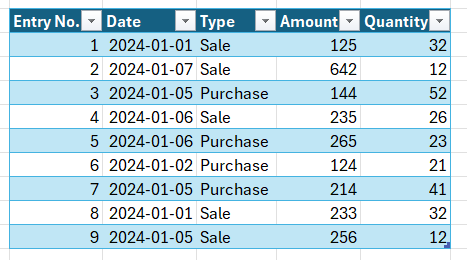 Entry No. Date Type Amount Quantity
1 2024-01-01 Sale 125 32
2 2024-01-07 Sale 642 12
3 2024-01-05 Purchase 144 52
4 2024-01-06 Sale 235 26
5 2024-01-06 Purchase 265 23
6 2024-01-02 Purchase 124 21
7 2024-01-05 Purchase 214 41
8 2024-01-01 Sale 233 32
9 2024-01-05 Sale 256 12